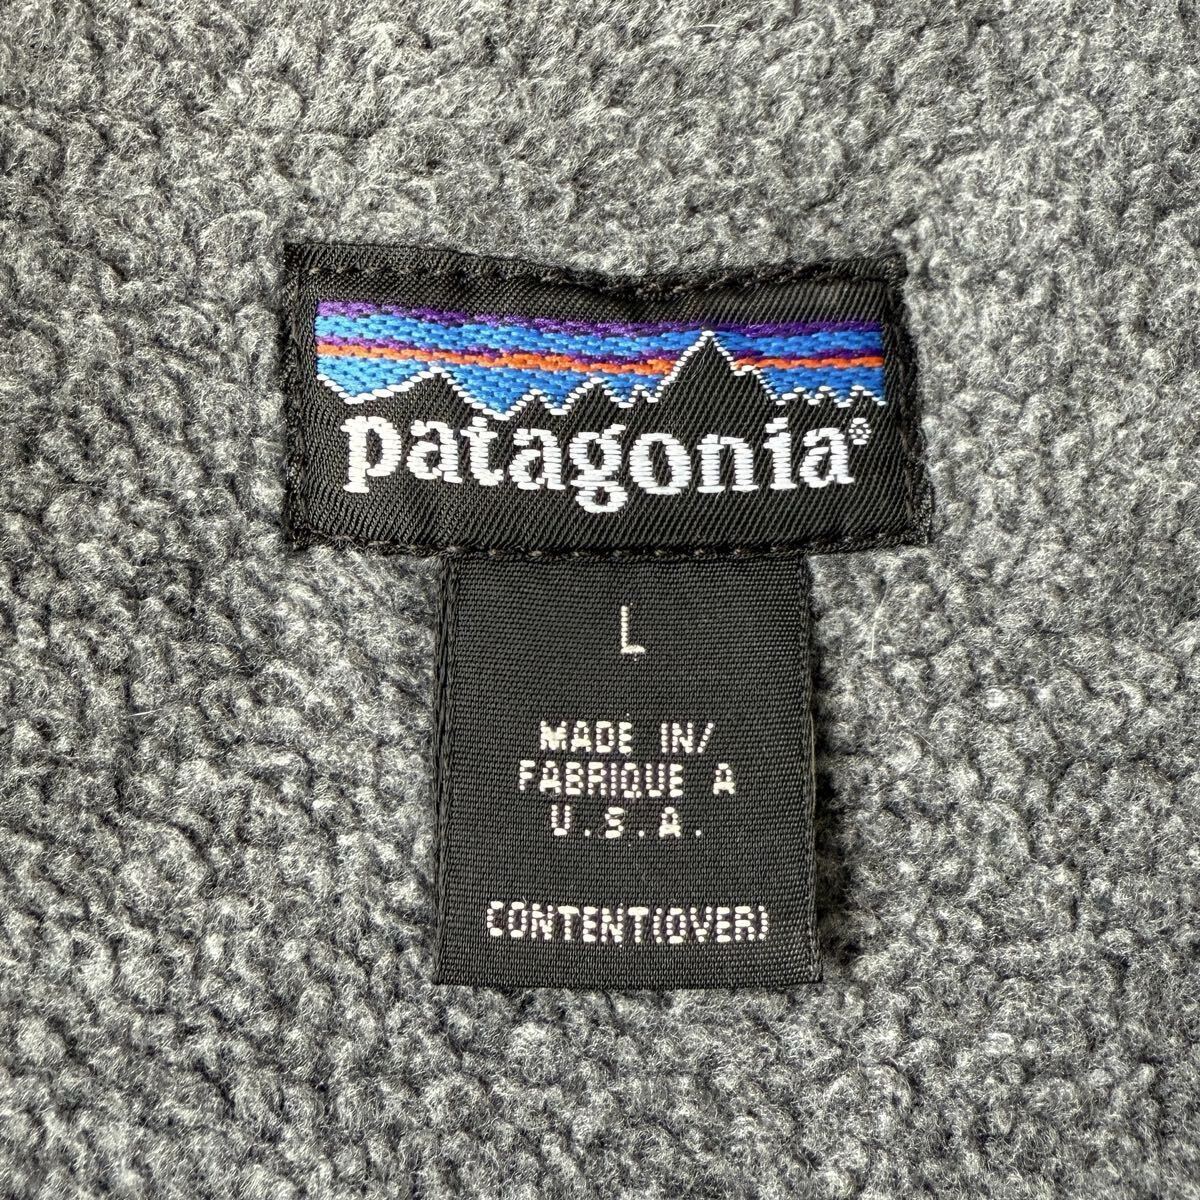 patagonia®
L
MADE IN/
FABRIQUE A
U.S.A.
CONTENT(OVER)